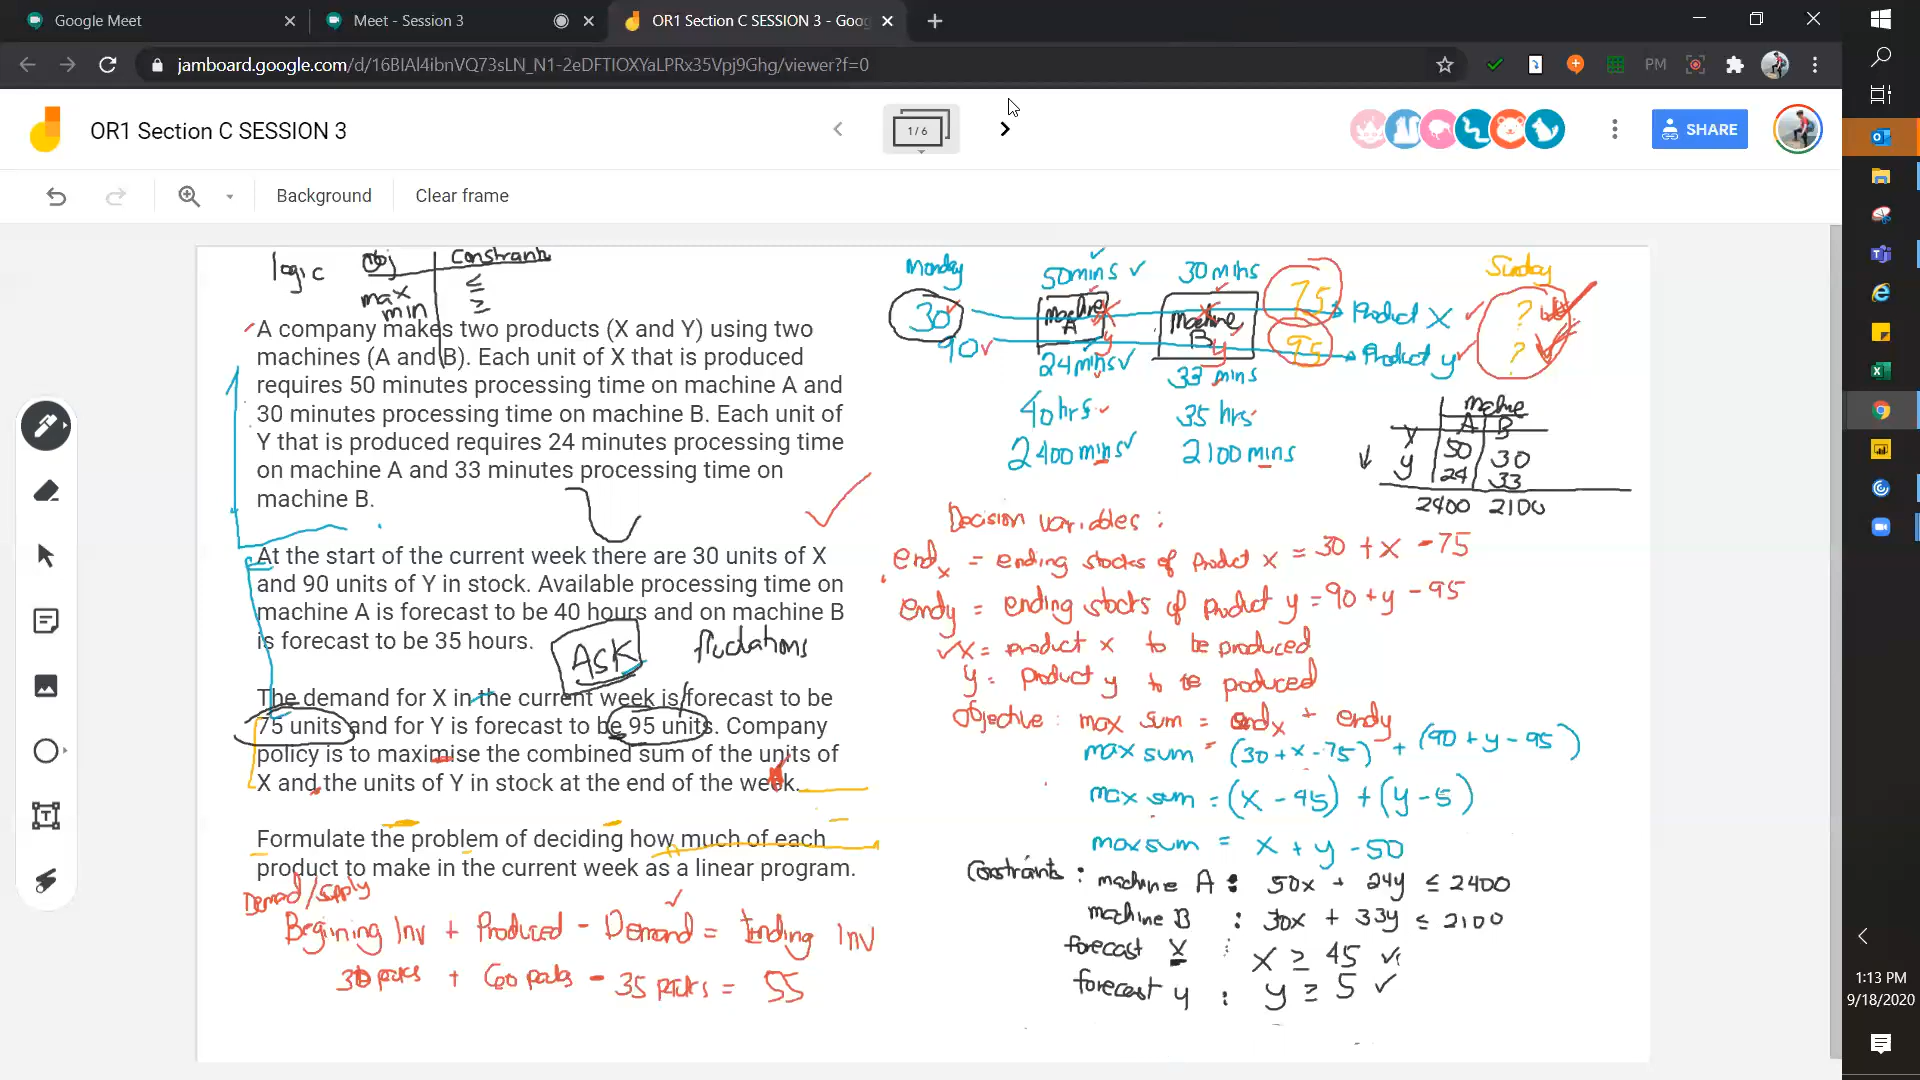 Google Meet
Meet - Session 3
OR1 Section C SESSION 3 - Goog
jamboard.google.com/d/16BIAl4ibnVQ73sLN_N1-2eDFTIOXYaLPRx35Vpj9Ghg/viewer?f=0
PM
OR1 Section C SESSION 3
1/6
SHARE
Background
Clear frame
logic
obj
Constraints
max
≤
min
≥
A company makes two products (X and Y) using two
machines (A and B). Each unit of X that is produced
requires 50 minutes processing time on machine A and
30 minutes processing time on machine B. Each unit of
Y that is produced requires 24 minutes processing time
on machine A and 33 minutes processing time on
machine B.
At the start of the current week there are 30 units of X
and 90 units of Y in stock. Available processing time on
machine A is forecast to be 40 hours and on machine B
is forecast to be 35 hours.
ASK
The demand for X in the current week is forecast to be
75 units and for Y is forecast to be 95 units. Company
policy is to maximise the combined sum of the units of
X and the units of Y in stock at the end of the week.
Formulate the problem of deciding how much of each
product to make in the current week as a linear program.
Demand/supply
Begining Inv + Produced - Demand = Ending Inv
30 packs + 60 packs - 35 packs = 55
Monday
50mins
30 mins
Sunday
30
machine A
machine B
75
Product X
?
90
24 mins
33 mins
95
Product y
?
40 hrs
35 hrs
2400 mins
2100 mins
machine
A B
X 50 30
y 24 33
2400 2100
Decision variables :
endx = ending stocks of Product x = 30 + x - 75
endy = ending stocks of product y = 90 + y - 95
x = product x to be produced
y = product y to be produced
Objective : max sum = endx + endy
max sum = (30 + x - 75) + (90 + y - 95)
max sum = (x - 45) + (y - 5)
max sum = x + y - 50
Constraints : machine A : 50x + 24y ≤ 2400
machine B : 30x + 33y ≤ 2100
forecast x : x ≥ 45
forecast y : y ≥ 5
1:13 PM
9/18/2020